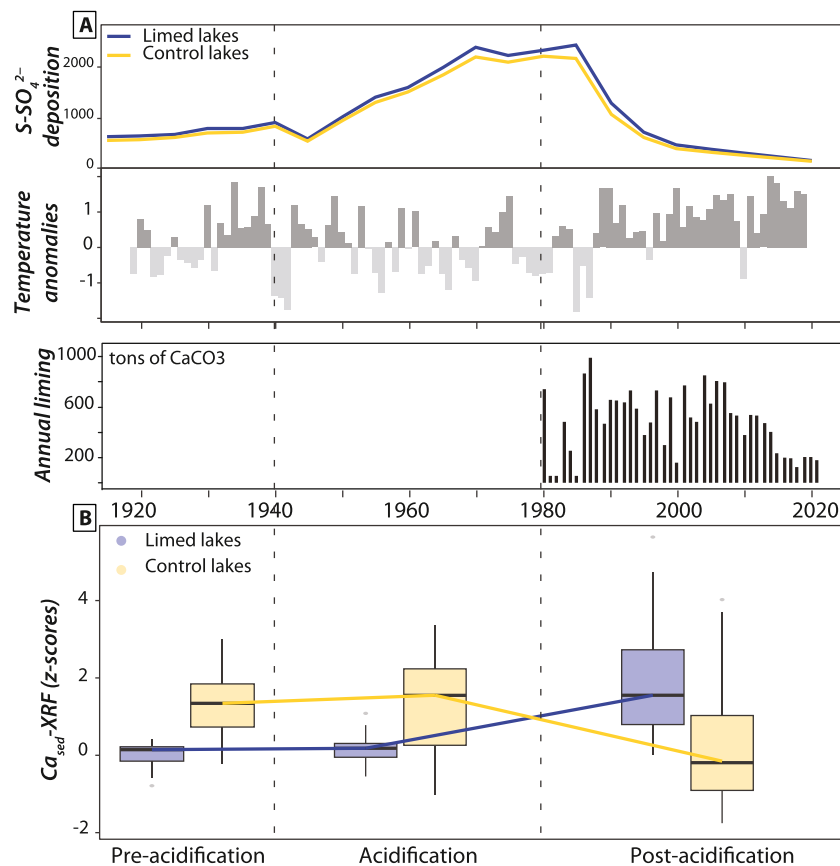 A
Limed lakes
Control lakes
S-SO₄²⁻
deposition
2000
1000
0
Temperature
anomalies
1
0
-1
Annual liming
tons of CaCO3
1000
600
200
1920 1940 1960 1980 2000 2020
B
Limed lakes
Control lakes
Ca sed-XRF (z-scores)
4
2
0
-2
Pre-acidification Acidification Post-acidification